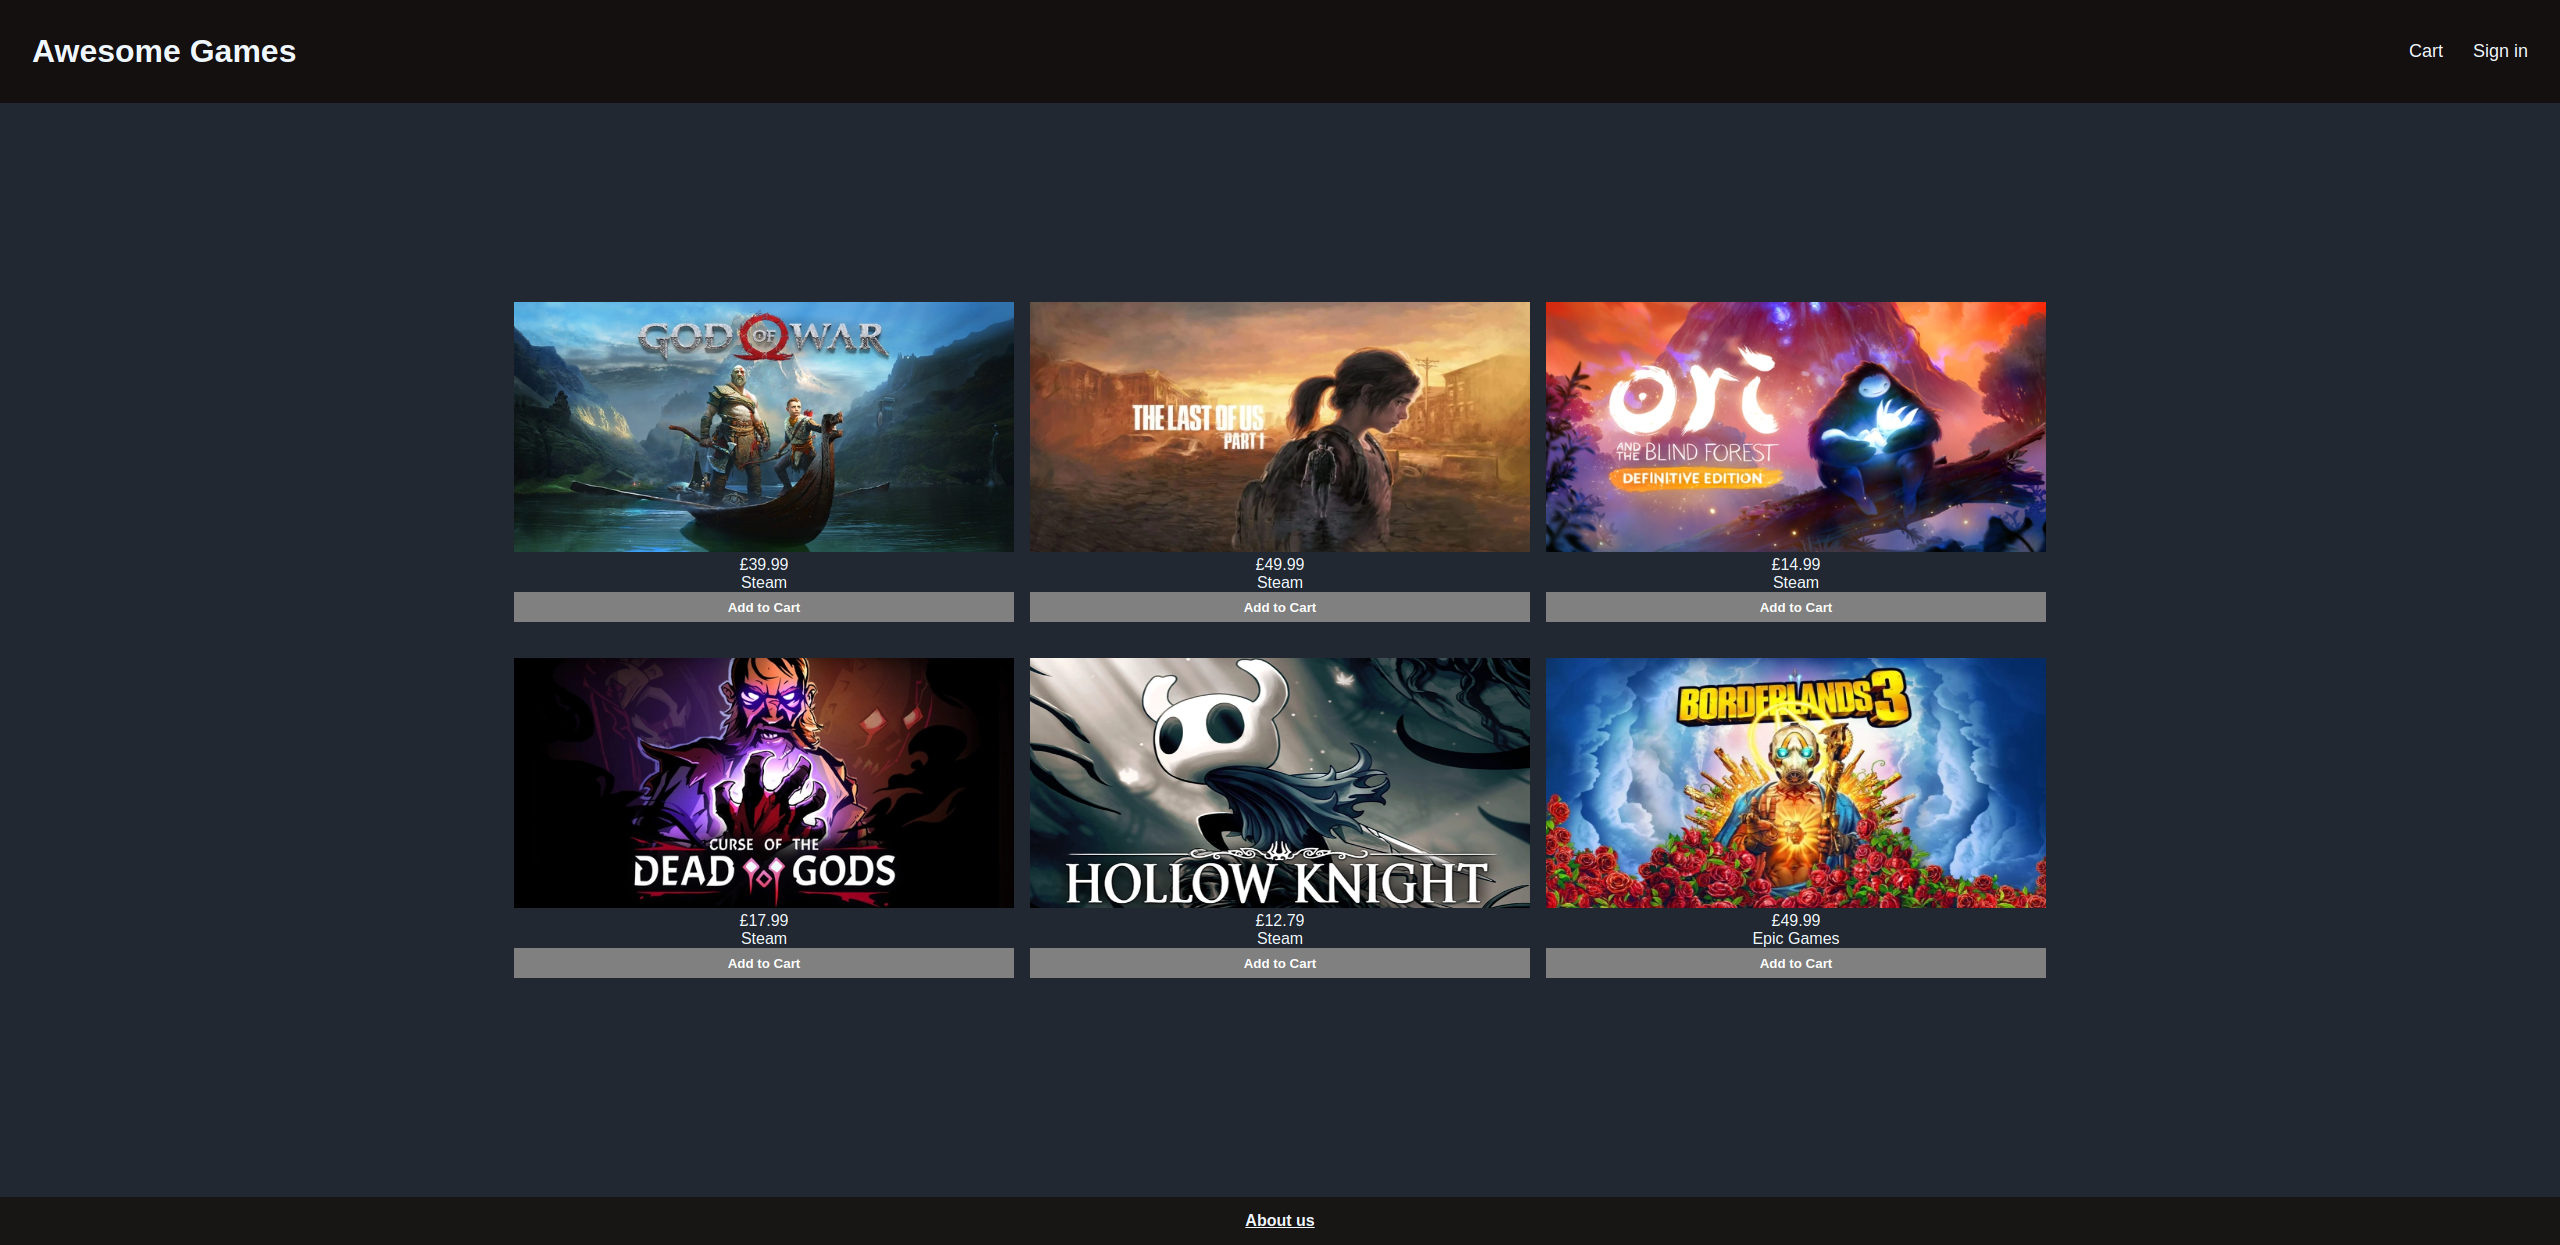 Awesome Games
Cart
Sign in
GOD OF WAR
THE LAST OF US
PART I
ori
AND THE BLIND FOREST
DEFINITIVE EDITION
£39.99
£49.99
£14.99
Steam
Steam
Steam
Add to Cart
Add to Cart
Add to Cart
CURSE OF THE
DEAD GODS
HOLLOW KNIGHT
BORDERLANDS 3
£17.99
£12.79
£49.99
Steam
Steam
Epic Games
Add to Cart
Add to Cart
Add to Cart
About us